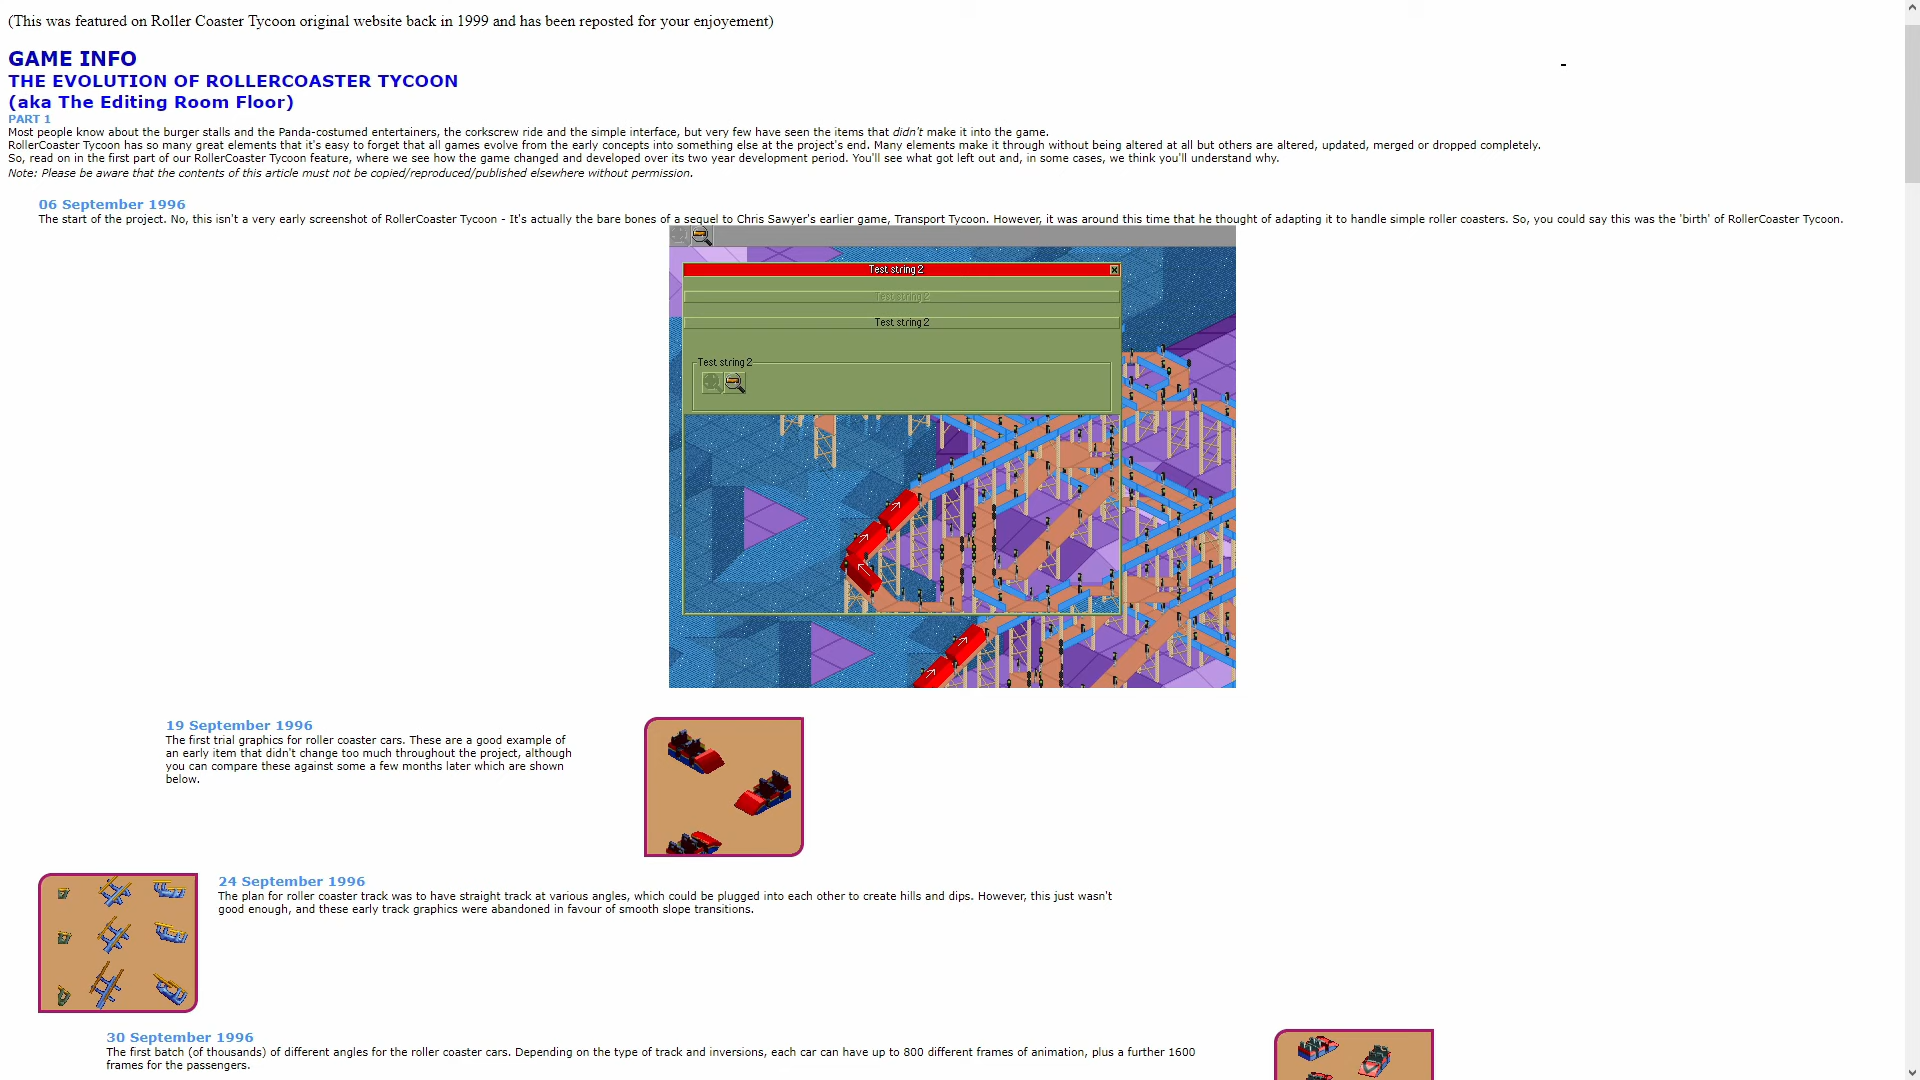 (This was featured on Roller Coaster Tycoon original website back in 1999 and has been reposted for your enjoyement)
GAME INFO
THE EVOLUTION OF ROLLERCOASTER TYCOON
(aka The Editing Room Floor)
PART 1
Most people know about the burger stalls and the Panda-costumed entertainers, the corkscrew ride and the simple interface, but very few have seen the items that didn't make it into the game.
RollerCoaster Tycoon has so many great elements that it's easy to forget that all games evolve from the early concepts into something else at the project's end. Many elements make it through without being altered at all but others are altered, updated, merged or dropped completely.
So, read on in the first part of our RollerCoaster Tycoon feature, where we see how the game changed and developed over its two year development period. You'll see what got left out and, in some cases, we think you'll understand why.
Note: Please be aware that the contents of this article must not be copied/reproduced/published elsewhere without permission.
06 September 1996
The start of the project. No, this isn't a very early screenshot of RollerCoaster Tycoon - It's actually the bare bones of a sequel to Chris Sawyer's earlier game, Transport Tycoon. However, it was around this time that he thought of adapting it to handle simple roller coasters. So, you could say this was the 'birth' of RollerCoaster Tycoon.
Test string 2
Test string 2
Test string 2
Test string 2
19 September 1996
The first trial graphics for roller coaster cars. These are a good example of
an early item that didn't change too much throughout the project, although
you can compare these against some a few months later which are shown
below.
24 September 1996
The plan for roller coaster track was to have straight track at various angles, which could be plugged into each other to create hills and dips. However, this just wasn't
good enough, and these early track graphics were abandoned in favour of smooth slope transitions.
30 September 1996
The first batch (of thousands) of different angles for the roller coaster cars. Depending on the type of track and inversions, each car can have up to 800 different frames of animation, plus a further 1600
frames for the passengers.